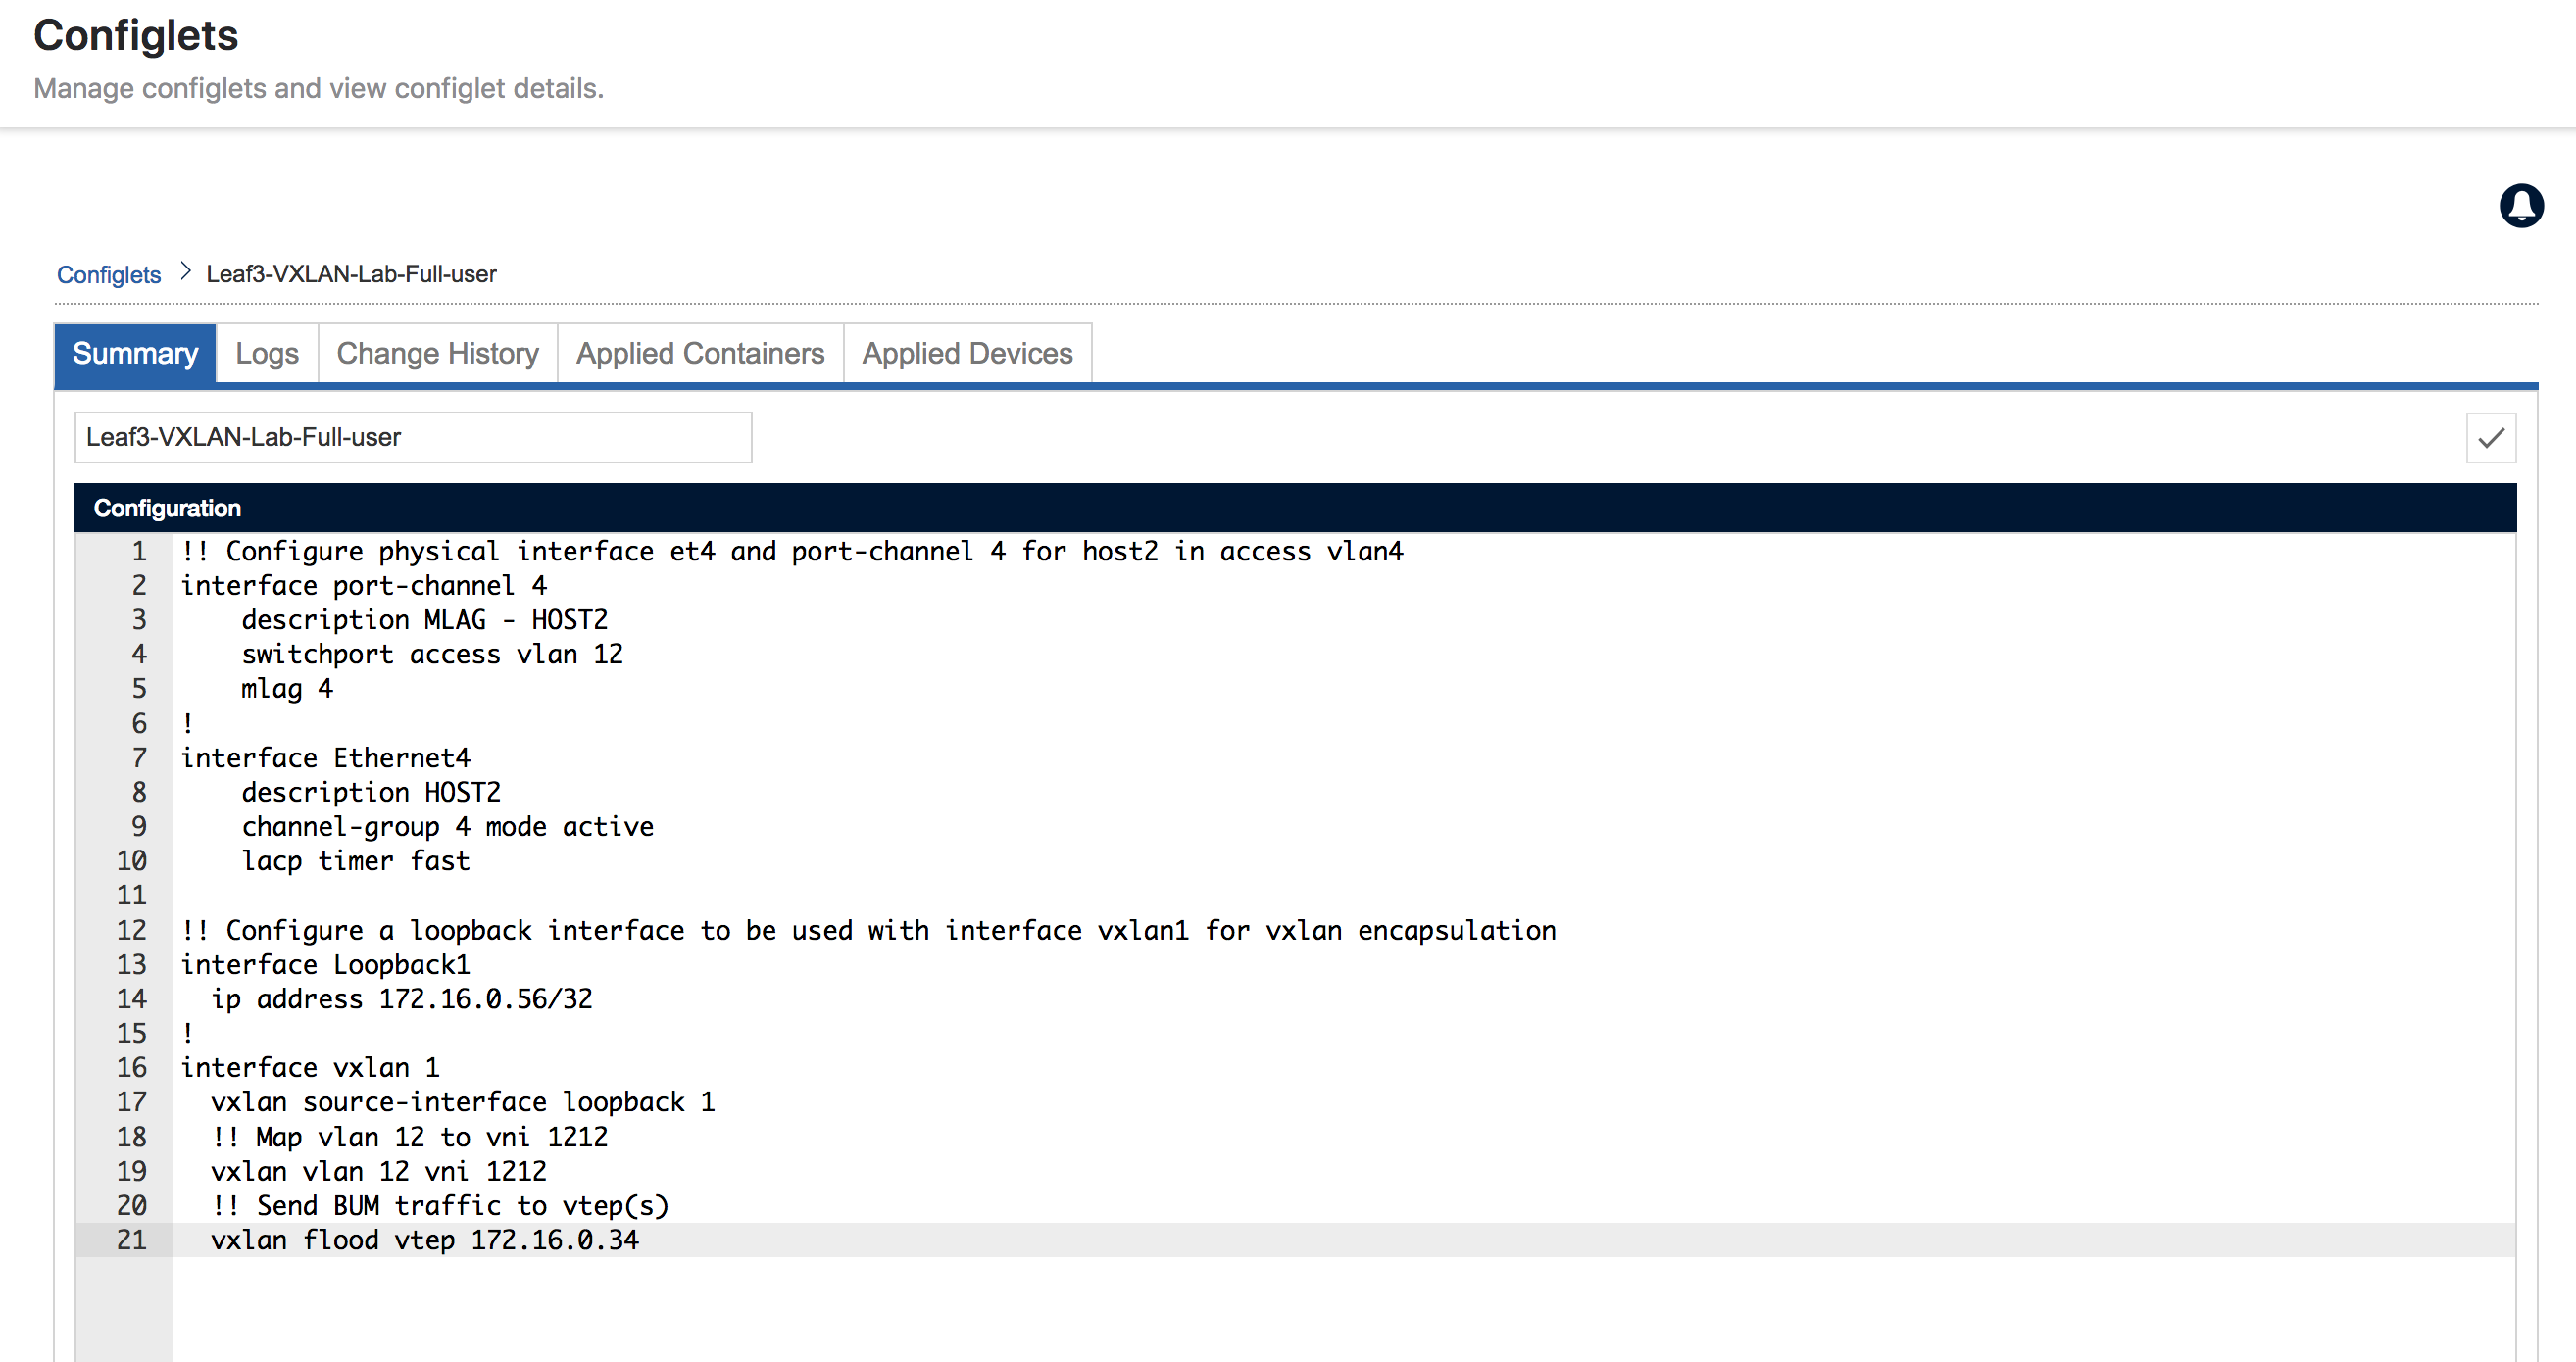 Configlets
Manage configlets and view configlet details.
Configlets > Leaf3-VXLAN-Lab-Full-user
Summary Logs Change History Applied Containers Applied Devices
Leaf3-VXLAN-Lab-Full-user
Configuration
1 !! Configure physical interface et4 and port-channel 4 for host2 in access vlan4
2 interface port-channel 4
3     description MLAG - HOST2
4     switchport access vlan 12
5     mlag 4
6 !
7 interface Ethernet4
8     description HOST2
9     channel-group 4 mode active
10     lacp timer fast
11
12 !! Configure a loopback interface to be used with interface vxlan1 for vxlan encapsulation
13 interface Loopback1
14   ip address 172.16.0.56/32
15 !
16 interface vxlan 1
17   vxlan source-interface loopback 1
18   !! Map vlan 12 to vni 1212
19   vxlan vlan 12 vni 1212
20   !! Send BUM traffic to vtep(s)
21   vxlan flood vtep 172.16.0.34